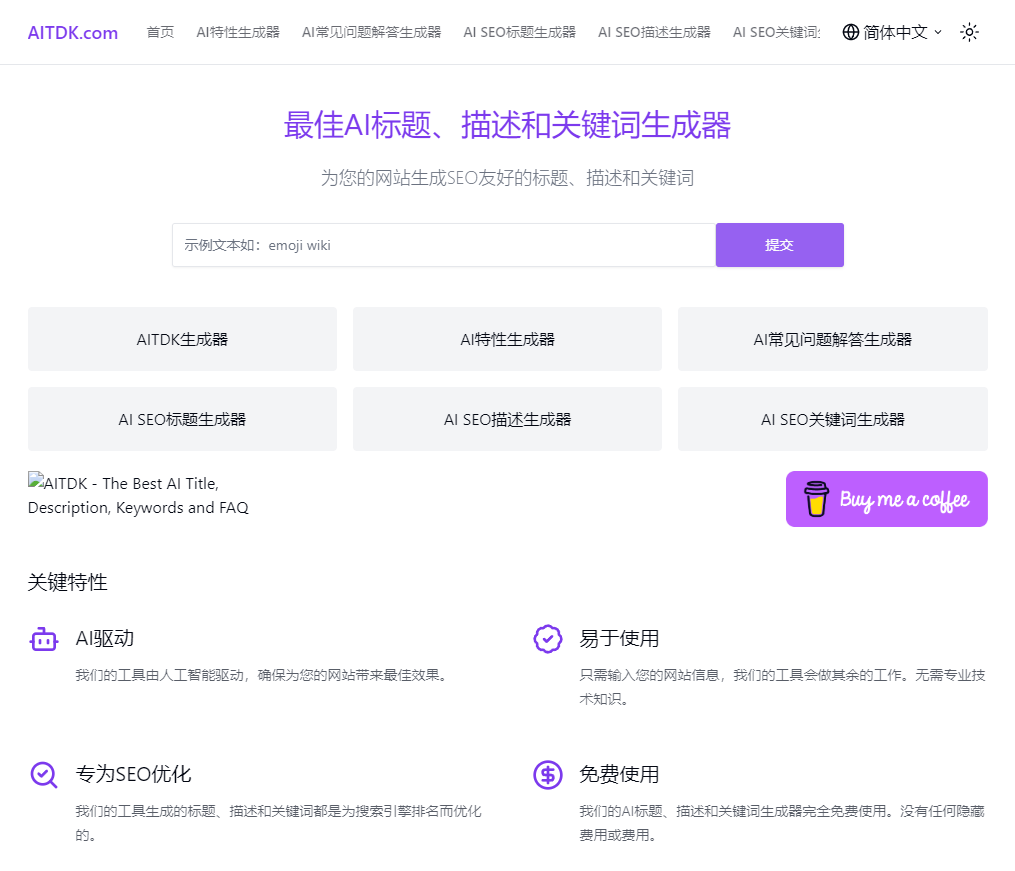 AITDK.com 首页 AI特性生成器 AI常见问题解答生成器 AI SEO标题生成器 AI SEO描述生成器 AI SEO关键词 简体中文
最佳AI标题、描述和关键词生成器
为您的网站生成SEO友好的标题、描述和关键词
示例文本如：emoji wiki 提交
AITDK生成器 AI特性生成器 AI常见问题解答生成器
AI SEO标题生成器 AI SEO描述生成器 AI SEO关键词生成器
AITDK - The Best AI Title,
Description, Keywords and FAQ
Buy me a coffee
关键特性
AI驱动
我们的工具由人工智能驱动，确保为您的网站带来最佳效果。
易于使用
只需输入您的网站信息，我们的工具会做其余的工作。无需专业技
术知识。
专为SEO优化
我们的工具生成的标题、描述和关键词都是为搜索引擎排名而优化
的。
免费使用
我们的AI标题、描述和关键词生成器完全免费使用。没有任何隐藏
费用或费用。